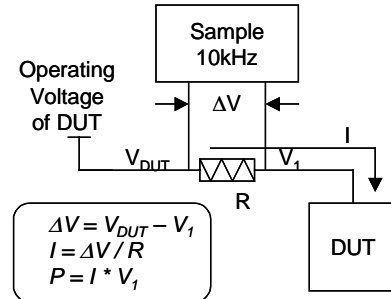 Sample
10kHz
Operating
Voltage
of DUT
ΔV
I
V_DUT
V_1
R
ΔV = V_DUT – V_1
I = ΔV / R
P = I * V_1
DUT